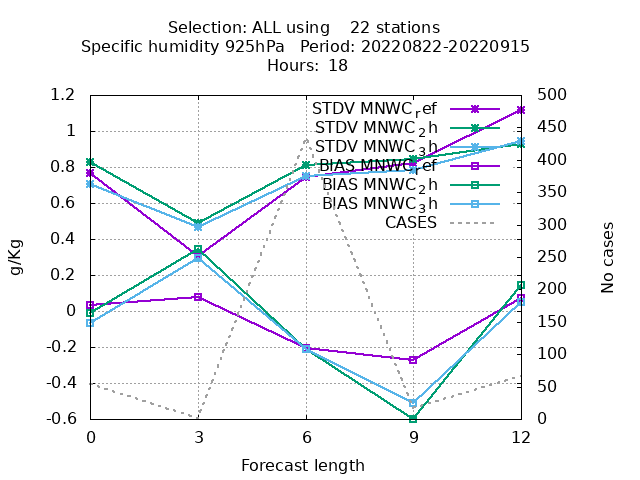 Selection: ALL using 22 stations
Specific humidity 925hPa Period: 20220822-20220915
Hours: 18
STDV MNWC_ref
STDV MNWC_2h
STDV MNWC_3h
BIAS MNWC_ref
BIAS MNWC_2h
BIAS MNWC_3h
CASES
1.2
1
0.8
0.6
0.4
0.2
0
-0.2
-0.4
-0.6
500
450
400
350
300
250
200
150
100
50
0
g/Kg
No cases
0 3 6 9 12
Forecast length